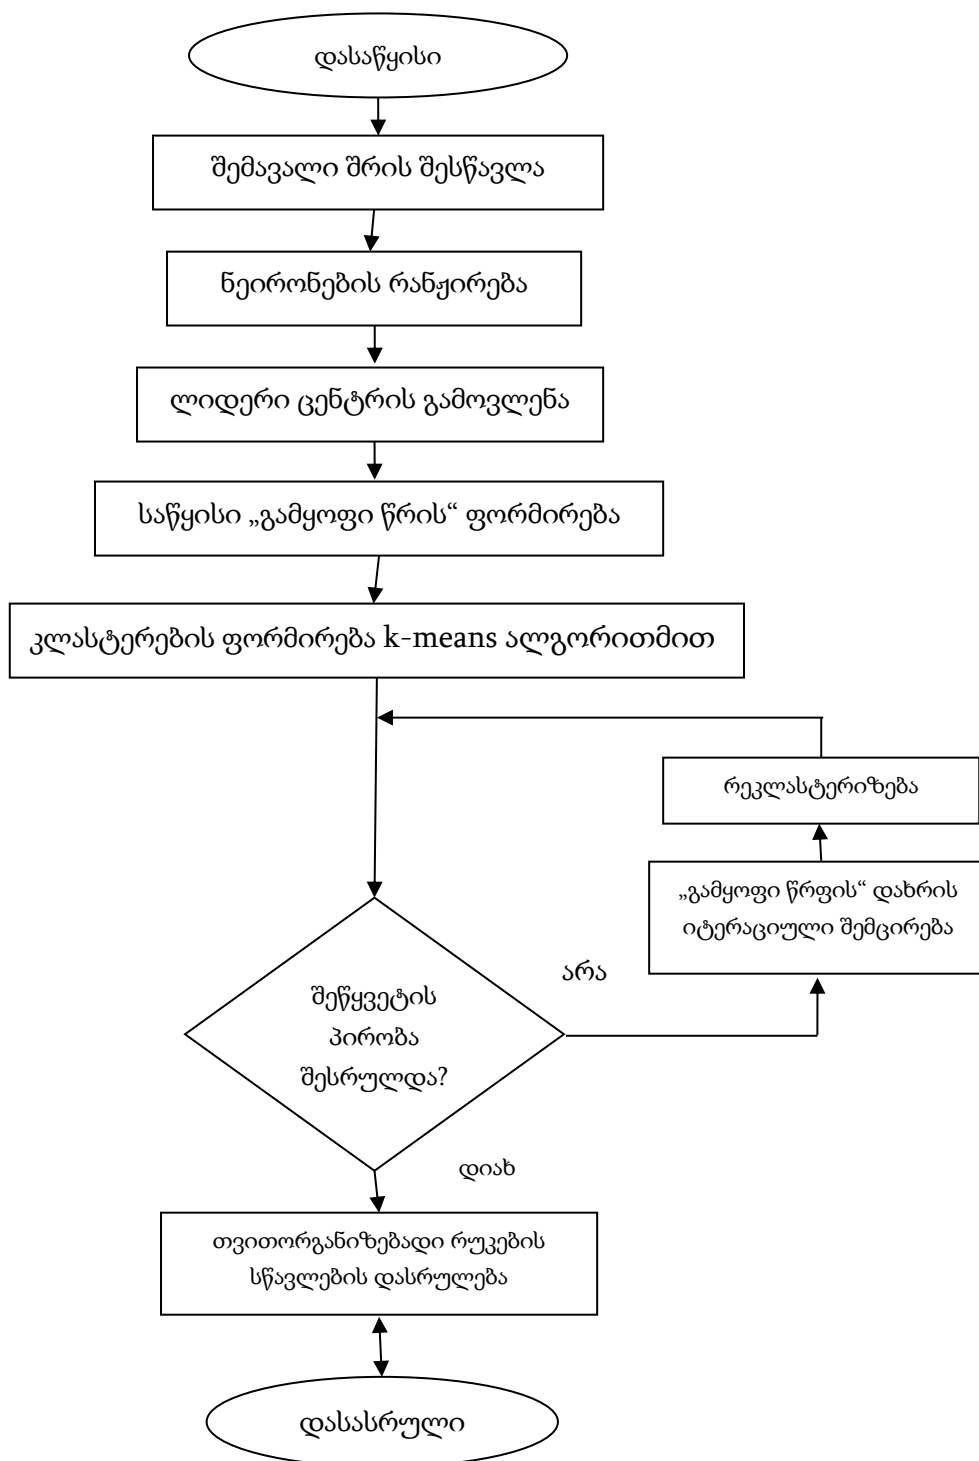 დასაწყისი
შემავალი შრის შესწავლა
ნეირონების რანჟირება
ლიდერი ცენტრის გამოვლენა
საწყისი „გამყოფი წრის“ ფორმირება
კლასტერების ფორმირება k-means ალგორითმით
რეკლასტერიზება
„გამყოფი წრფის“ დახრის
იტერაციული შემცირება
არა
შეწყვეტის
პირობა
შესრულდა?
დიახ
თვითორგანიზებადი რუკების
სწავლების დასრულება
დასასრული